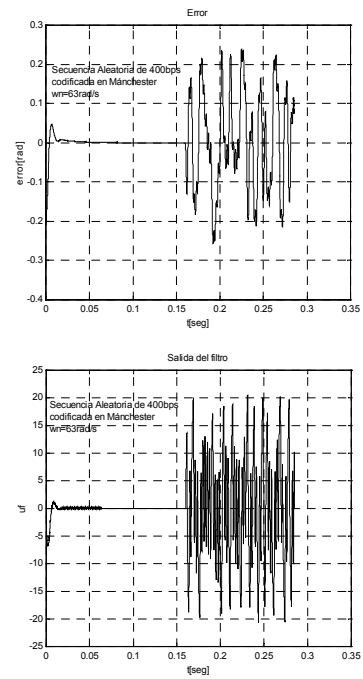 Error
0.3
0.2
0.1
0
-0.1
-0.2
-0.3
-0.4
error[rad]
Secuencia Aleatoria de 400bps
codificada en Mánchester
wn=63rad/s
0 0.05 0.1 0.15 0.2 0.25 0.3 0.35
t[seg]
Salida del filtro
25
20
15
10
5
0
-5
-10
-15
-20
-25
uf
Secuencia Aleatoria de 400bps
codificada en Mánchester
wn=63rad/s
0 0.05 0.1 0.15 0.2 0.25 0.3 0.35
t[seg]